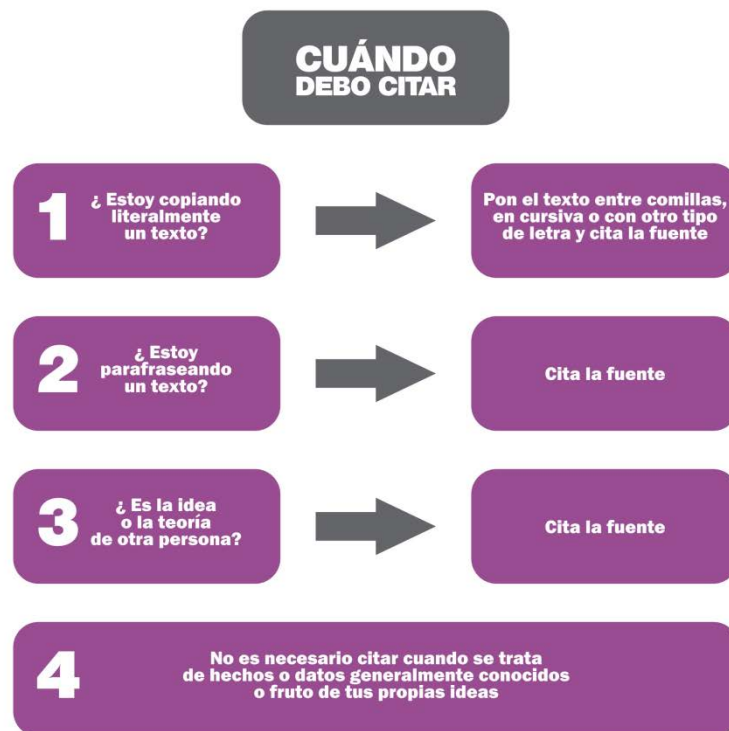 CUÁNDO
DEBO CITAR
1
¿ Estoy copiando
literalmente
un texto?
Pon el texto entre comillas,
en cursiva o con otro tipo
de letra y cita la fuente
2
¿ Estoy
parafraseando
un texto?
Cita la fuente
3
¿ Es la idea
o la teoría
de otra persona?
Cita la fuente
4
No es necesario citar cuando se trata
de hechos o datos generalmente conocidos
o fruto de tus propias ideas